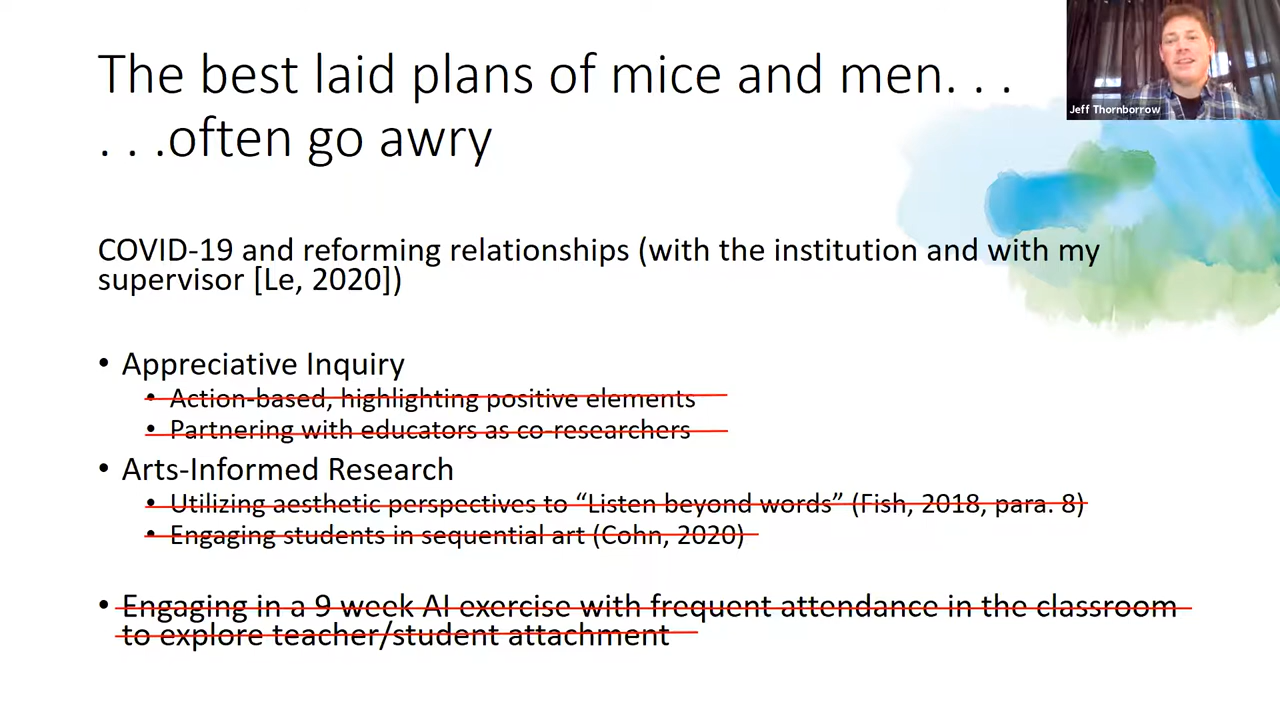 The best laid plans of mice and men. . .
. . .often go awry
Jeff Thornborrow
COVID-19 and reforming relationships (with the institution and with my
supervisor [Le, 2020])
• Appreciative Inquiry
• Action-based, highlighting positive elements
• Partnering with educators as co-researchers
• Arts-Informed Research
• Utilizing aesthetic perspectives to “Listen beyond words” (Fish, 2018, para. 8)
• Engaging students in sequential art (Cohn, 2020)
• Engaging in a 9 week AI exercise with frequent attendance in the classroom
to explore teacher/student attachment